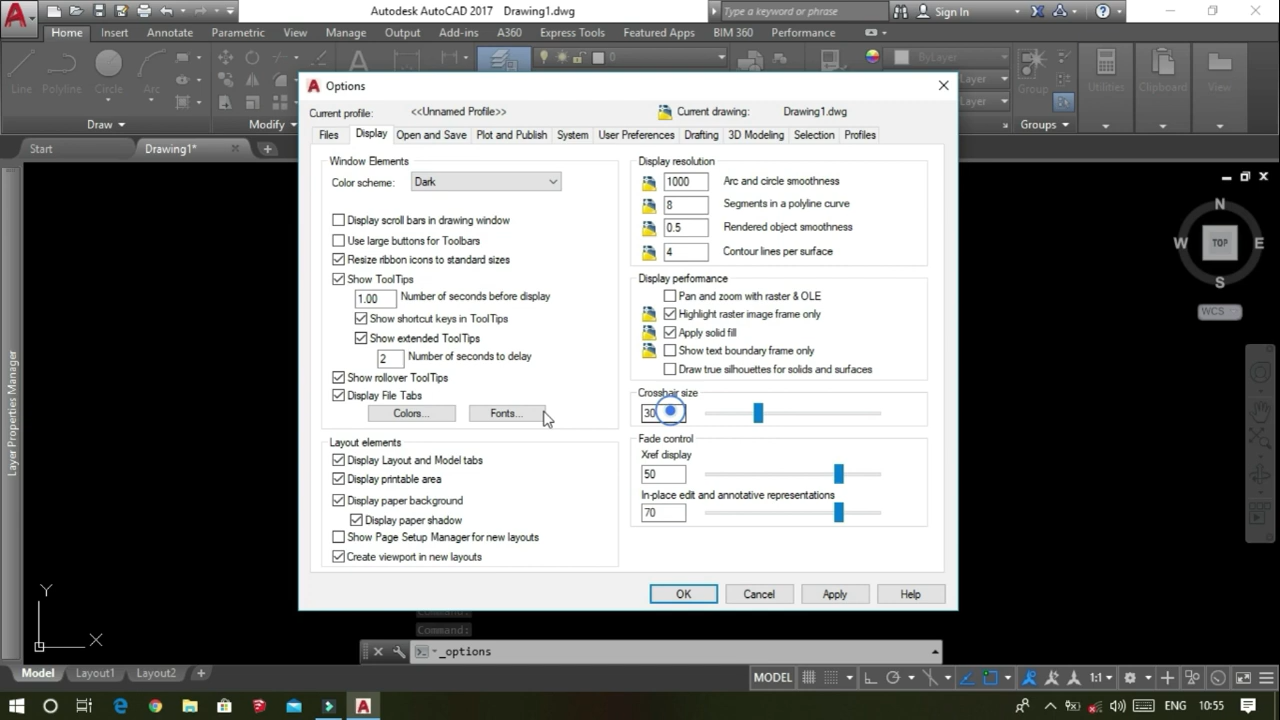 Autodesk AutoCAD 2017 Drawing1.dwg
Type a keyword or phrase
Sign In
Home Insert Annotate Parametric View Manage Output Add-ins A360 Express Tools Featured Apps BIM 360 Performance
Line Polyline Circle Arc
0
ByLayer
Group
Utilities
Clipboard
View
Draw
Modify
Groups
Start
Drawing1*
Options
Current profile: <<Unnamed Profile>>
Current drawing: Drawing1.dwg
Files Display Open and Save Plot and Publish System User Preferences Drafting 3D Modeling Selection Profiles
Window Elements
Color scheme: Dark
Display scroll bars in drawing window
Use large buttons for Toolbars
Resize ribbon icons to standard sizes
Show ToolTips
1.00 Number of seconds before display
Show shortcut keys in ToolTips
Show extended ToolTips
2 Number of seconds to delay
Show rollover ToolTips
Display File Tabs
Colors... Fonts...
Layout elements
Display Layout and Model tabs
Display printable area
Display paper background
Display paper shadow
Show Page Setup Manager for new layouts
Create viewport in new layouts
Display resolution
1000 Arc and circle smoothness
8 Segments in a polyline curve
0.5 Rendered object smoothness
4 Contour lines per surface
Display performance
Pan and zoom with raster & OLE
Highlight raster image frame only
Apply solid fill
Show text boundary frame only
Draw true silhouettes for solids and surfaces
Crosshair size
30
Fade control
Xref display
50
In-place edit and annotative representations
70
OK Cancel Apply Help
N
W TOP E
S
WCS
Layer Properties Manager
Y
X
Command:
Command:
_options
Model Layout1 Layout2
MODEL
1:1
ENG 10:55